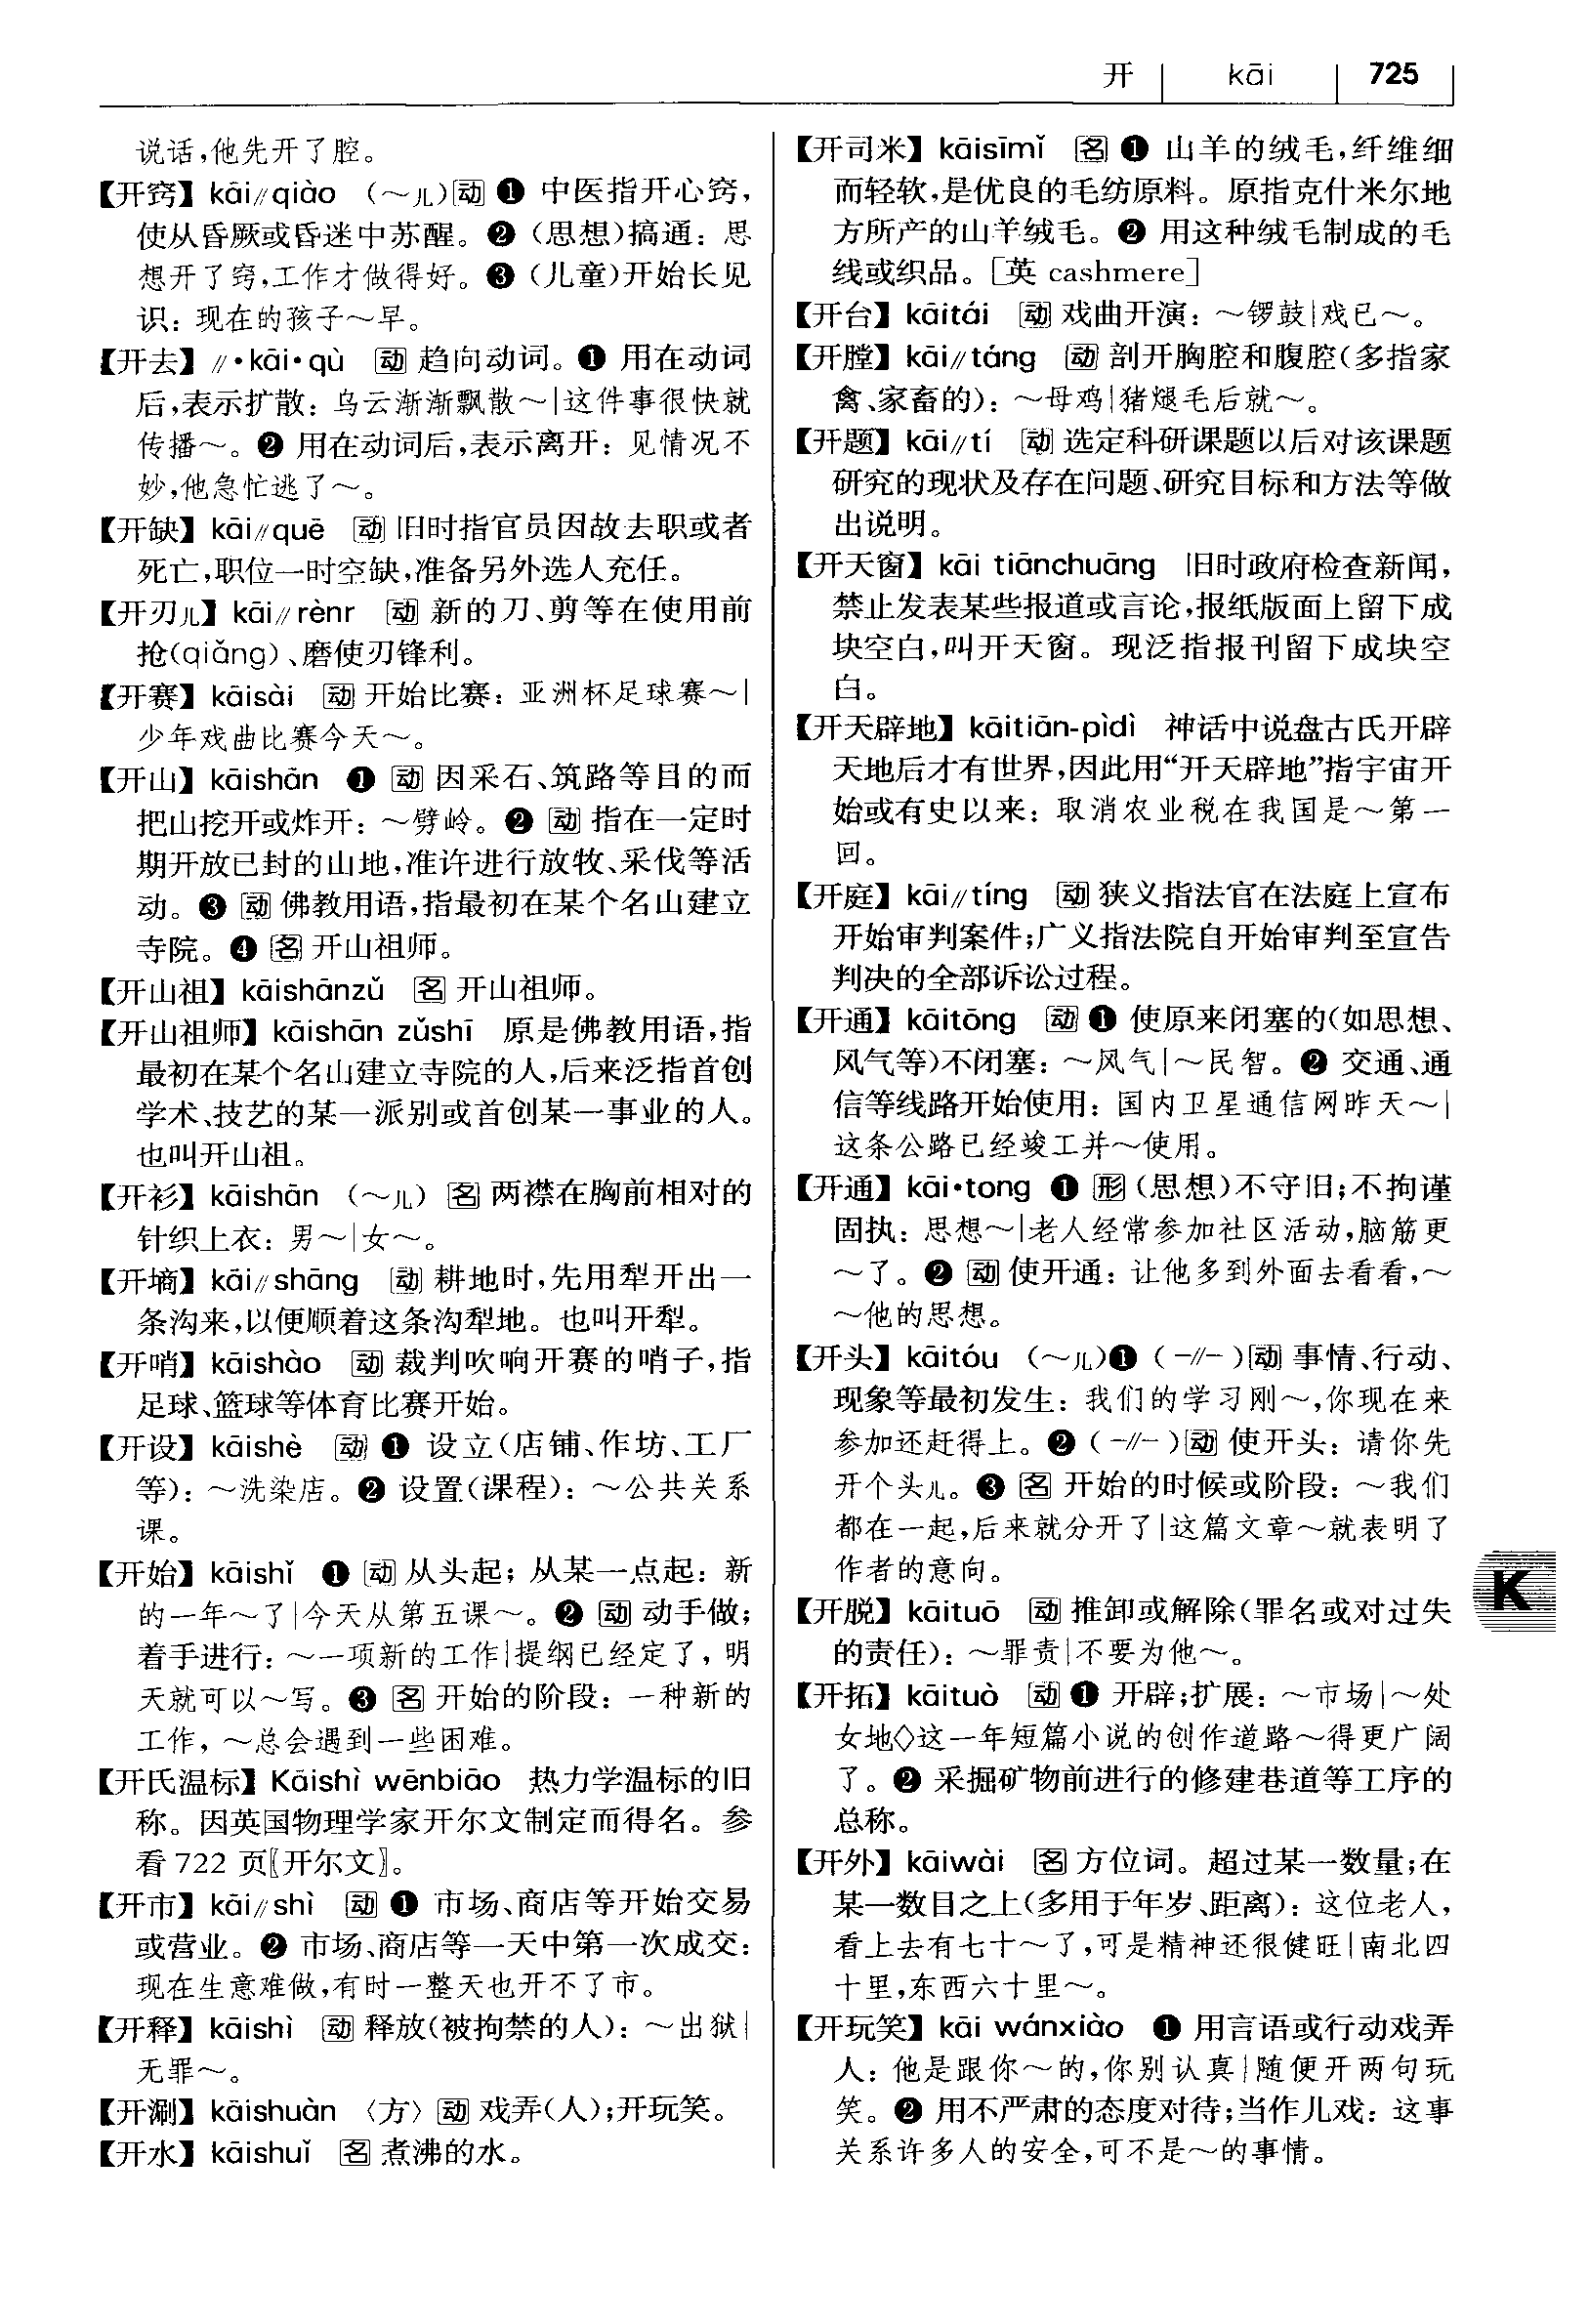 开 kāi 725
说话,他先开了腔。
【开窍】kāi∥qiào （～儿）动 ❶ 中医指开心窍,
使从昏厥或昏迷中苏醒。❷（思想）搞通：思
想开了窍,工作才做得好。❸（儿童）开始长见
识：现在的孩子～早。
【开去】∥•kāi•qù 动 趋向动词。❶ 用在动词
后,表示扩散：乌云渐渐飘散～|这件事很快就
传播～。❷ 用在动词后,表示离开：见情况不
妙,他急忙逃了～。
【开缺】kāi∥quē 动 旧时指官员因故去职或者
死亡,职位一时空缺,准备另外选人充任。
【开刃儿】kāi∥rènr 动 新的刀、剪等在使用前
抢(qiǎng)、磨使刃锋利。
【开赛】kāisài 动 开始比赛：亚洲杯足球赛～|
少年戏曲比赛今天～。
【开山】kāishān ❶ 动 因采石、筑路等目的而
把山挖开或炸开：～劈岭。❷ 动 指在一定时
期开放已封的山地,准许进行放牧、采伐等活
动。❸ 动 佛教用语,指最初在某个名山建立
寺院。❹ 名 开山祖师。
【开山祖】kāishānzǔ 名 开山祖师。
【开山祖师】kāishān zǔshī 原是佛教用语,指
最初在某个名山建立寺院的人,后来泛指首创
学术、技艺的某一派别或首创某一事业的人。
也叫开山祖。
【开衫】kāishān （～儿）名 两襟在胸前相对的
针织上衣：男～|女～。
【开墒】kāi∥shāng 动 耕地时,先用犁开出一
条沟来,以便顺着这条沟犁地。也叫开犁。
【开哨】kāishào 动 裁判吹响开赛的哨子,指
足球、篮球等体育比赛开始。
【开设】kāishè 动 ❶ 设立（店铺、作坊、工厂
等）：～洗染店。❷ 设置（课程）：～公共关系
课。
【开始】kāishǐ ❶ 动 从头起；从某一点起：新
的一年～了|今天从第五课～。❷ 动 动手做；
着手进行：～一项新的工作|提纲已经定了，明
天就可以～写。❸ 名 开始的阶段：一种新的
工作，～总会遇到一些困难。
【开氏温标】Kāishì wēnbiāo 热力学温标的旧
称。因英国物理学家开尔文制定而得名。参
看 722 页〖开尔文〗。
【开市】kāi∥shì 动 ❶ 市场、商店等开始交易
或营业。❷ 市场、商店等一天中第一次成交：
现在生意难做,有时一整天也开不了市。
【开释】kāishì 动 释放（被拘禁的人）：～出狱|
无罪～。
【开涮】kāishuàn 〈方〉动 戏弄（人）；开玩笑。
【开水】kāishuǐ 名 煮沸的水。
【开司米】kāisīmǐ 名 ❶ 山羊的绒毛,纤维细
而轻软,是优良的毛纺原料。原指克什米尔地
方所产的山羊绒毛。❷ 用这种绒毛制成的毛
线或织品。[英 cashmere]
【开台】kāitái 动 戏曲开演：～锣鼓|戏已～。
【开膛】kāi∥táng 动 剖开胸腔和腹腔（多指家
禽、家畜的）：～母鸡|猪煺毛后就～。
【开题】kāi∥tí 动 选定科研课题以后对该课题
研究的现状及存在问题、研究目标和方法等做
出说明。
【开天窗】kāi tiānchuāng 旧时政府检查新闻,
禁止发表某些报道或言论,报纸版面上留下成
块空白,叫开天窗。现泛指报刊留下成块空
白。
【开天辟地】kāitiān-pìdì 神话中说盘古氏开辟
天地后才有世界,因此用“开天辟地”指宇宙开
始或有史以来：取消农业税在我国是～第一
回。
【开庭】kāi∥tíng 动 狭义指法官在法庭上宣布
开始审判案件；广义指法院自开始审判至宣告
判决的全部诉讼过程。
【开通】kāitōng 动 ❶ 使原来闭塞的（如思想、
风气等）不闭塞：～风气|～民智。❷ 交通、通
信等线路开始使用：国内卫星通信网昨天～|
这条公路已经竣工并～使用。
【开通】kāi•tong ❶ 形（思想）不守旧；不拘谨
固执：思想～|老人经常参加社区活动,脑筋更
～了。❷ 动 使开通：让他多到外面去看看,～
～他的思想。
【开头】kāitóu （～儿）❶（-∥-）动 事情、行动、
现象等最初发生：我们的学习刚～,你现在来
参加还赶得上。❷（-∥-）动 使开头：请你先
开个头儿。❸ 名 开始的时候或阶段：～我们
都在一起,后来就分开了|这篇文章～就表明了
作者的意向。
【开脱】kāituō 动 推卸或解除（罪名或对过失
的责任）：～罪责|不要为他～。
【开拓】kāituò 动 ❶ 开辟；扩展：～市场|～处
女地◇这一年短篇小说的创作道路～得更广阔
了。❷ 采掘矿物前进行的修建巷道等工序的
总称。
【开外】kāiwài 名 方位词。超过某一数量；在
某一数目之上（多用于年岁、距离）：这位老人,
看上去有七十～了,可是精神还很健旺|南北四
十里,东西六十里～。
【开玩笑】kāi wánxiào ❶ 用言语或行动戏弄
人：他是跟你～的,你别认真|随便开两句玩
笑。❷ 用不严肃的态度对待；当作儿戏：这事
关系许多人的安全,可不是～的事情。
K